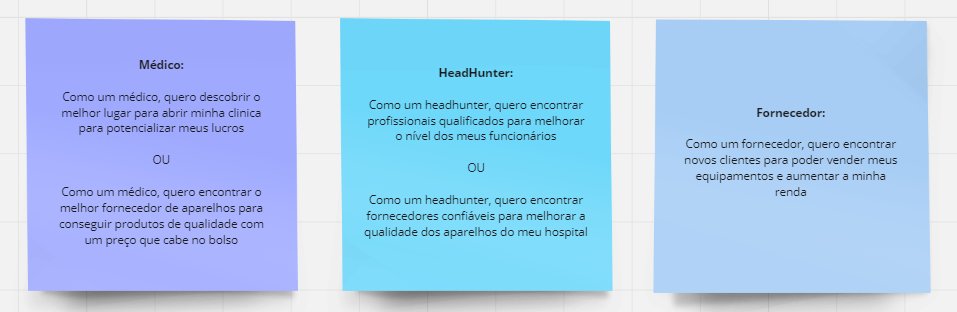 Médico:
Como um médico, quero descobrir o
melhor lugar para abrir minha clinica
para potencializar meus lucros
OU
Como um médico, quero encontrar o
melhor fornecedor de aparelhos para
conseguir produtos de qualidade com
um preço que cabe no bolso
HeadHunter:
Como um headhunter, quero encontrar
profissionais qualificados para melhorar
o nível dos meus funcionários
OU
Como um headhunter, quero encontrar
fornecedores confiáveis para melhorar a
qualidade dos aparelhos do meu hospital
Fornecedor:
Como um fornecedor, quero encontrar
novos clientes para poder vender meus
equipamentos e aumentar a minha
renda